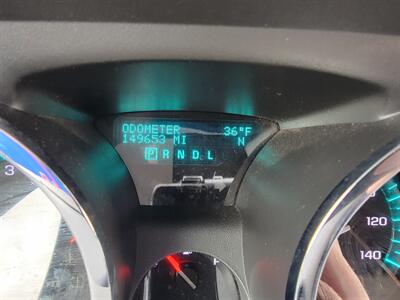 ODOMETER 36°F
149653 MI N
P R N D L
3
120
140